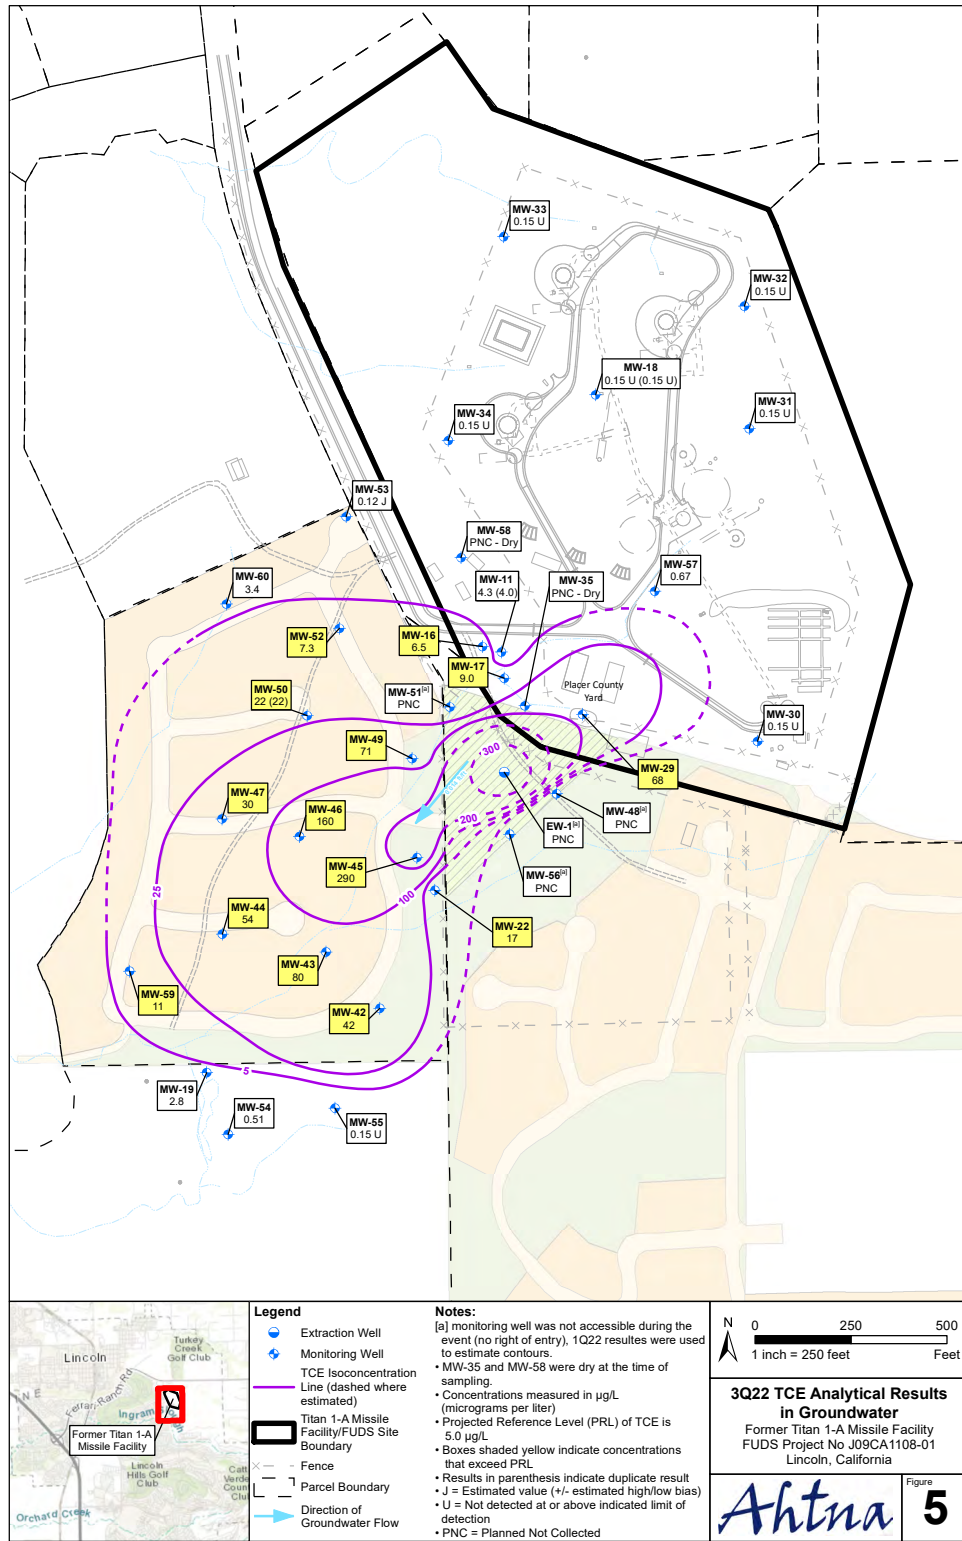 MW-33
0.15 U
MW-32
0.15 U
MW-18
0.15 U (0.15 U)
MW-31
0.15 U
MW-34
0.15 U
MW-53
0.12 J
MW-58
PNC - Dry
MW-11
4.3 (4.0)
MW-35
PNC - Dry
MW-57
0.67
MW-60
3.4
MW-52
7.3
MW-16
6.5
MW-17
9.0
MW-50
22 (22)
MW-51[a]
PNC
Placer County
Yard
MW-30
0.15 U
MW-49
71
300
MW-29
68
MW-47
30
MW-46
160
200
EW-1[a]
PNC
MW-48[a]
PNC
MW-45
290
MW-56[a]
PNC
25
100
MW-44
54
MW-22
17
MW-43
80
MW-59
11
MW-42
42
5
MW-19
2.8
MW-54
0.51
MW-55
0.15 U
Lincoln
Turkey
Creek
Golf Club
N E
Ferrari-Ranch Rd
Ingram Slough
Former Titan 1-A
Missile Facility
Lincoln
Hills Golf
Club
Catt
Verde
Coun
Club
Orchard Creek
Legend
Extraction Well
Monitoring Well
TCE Isoconcentration
Line (dashed where
estimated)
Titan 1-A Missile
Facility/FUDS Site
Boundary
Fence
Parcel Boundary
Direction of
Groundwater Flow
Notes:
[a] monitoring well was not accessible during the
event (no right of entry), 1Q22 resultes were used
to estimate contours.
• MW-35 and MW-58 were dry at the time of
sampling.
• Concentrations measured in µg/L
(micrograms per liter)
• Projected Reference Level (PRL) of TCE is
5.0 µg/L
• Boxes shaded yellow indicate concentrations
that exceed PRL
• Results in parenthesis indicate duplicate result
• J = Estimated value (+/- estimated high/low bias)
• U = Not detected at or above indicated limit of
detection
• PNC = Planned Not Collected
N
0 250 500
1 inch = 250 feet Feet
3Q22 TCE Analytical Results
in Groundwater
Former Titan 1-A Missile Facility
FUDS Project No J09CA1108-01
Lincoln, California
Ahtna
Figure
5